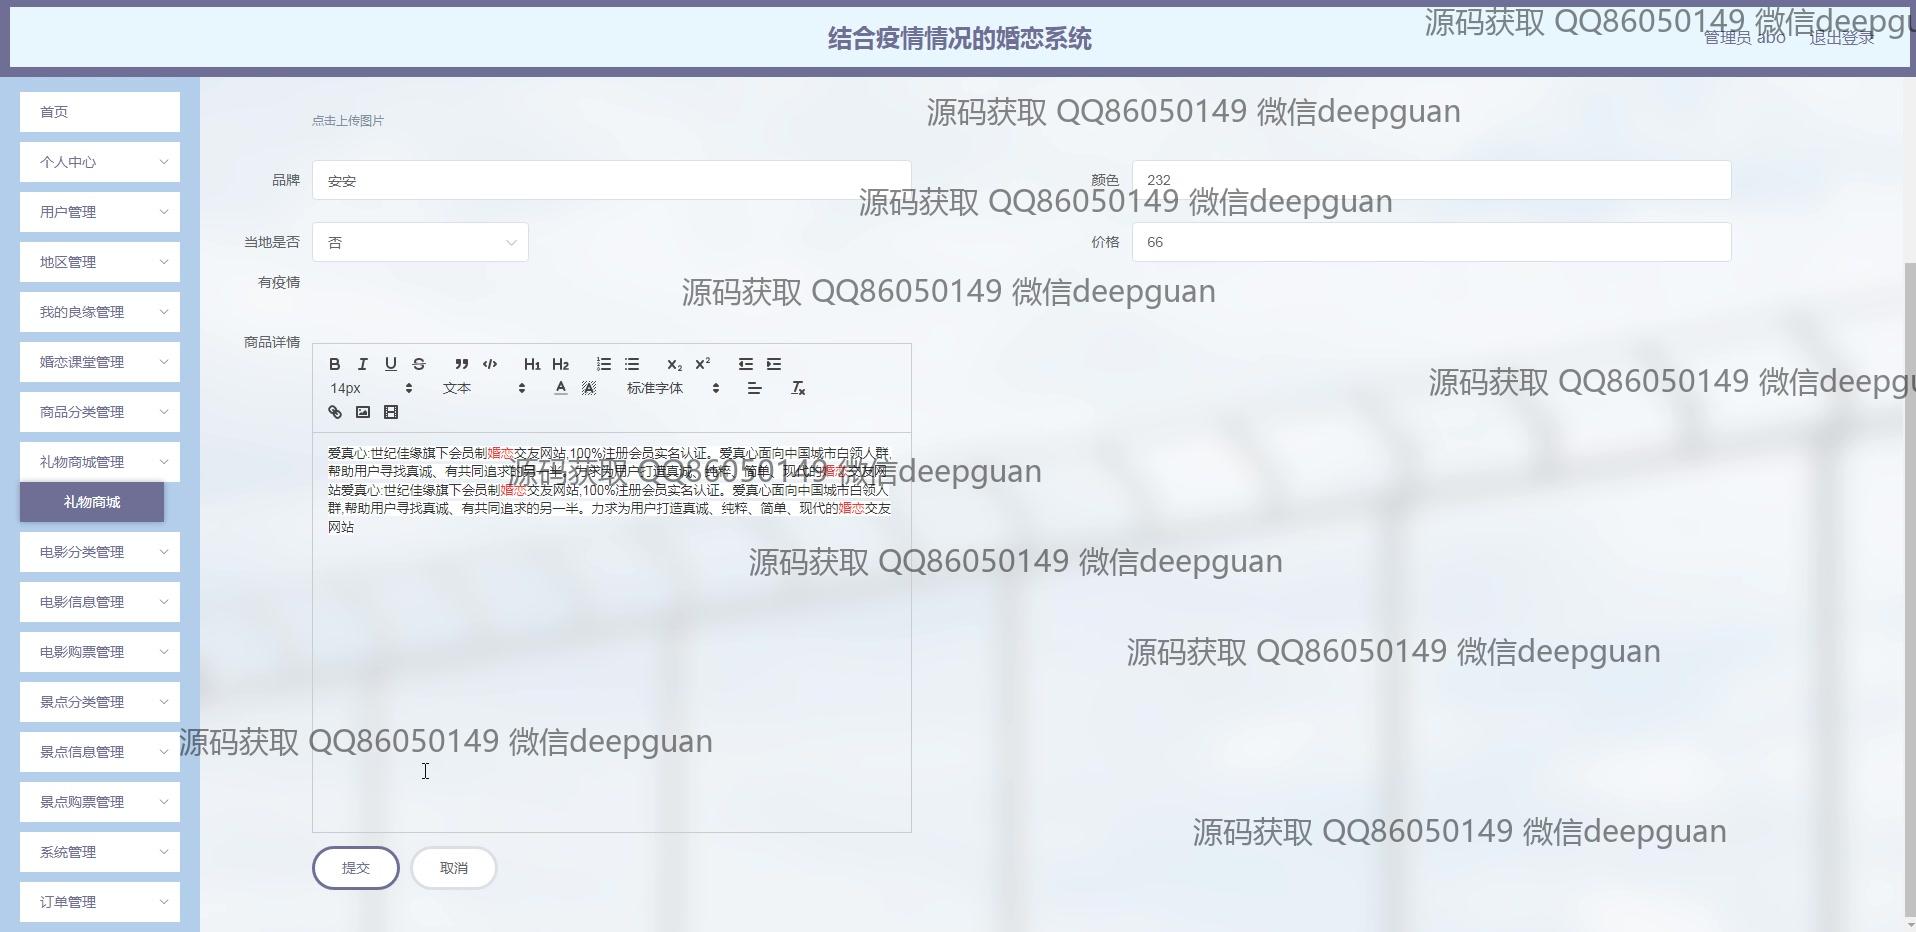 结合疫情情况的婚恋系统
源码获取 QQ86050149 微信deepgu
管理员 abo
退出登录
首页
个人中心
用户管理
地区管理
我的良缘管理
婚恋课堂管理
商品分类管理
礼物商城管理
礼物商城
电影分类管理
电影信息管理
电影购票管理
景点分类管理
景点信息管理
景点购票管理
系统管理
订单管理
点击上传图片
源码获取 QQ86050149 微信deepguan
品牌
安安
颜色
232
源码获取 QQ86050149 微信deepguan
当地是否
有疫情
否
价格
66
源码获取 QQ86050149 微信deepguan
商品详情
B I U S H1 H2 X2 X2
14px 文本 A A 标准字体 Tx
源码获取 QQ86050149 微信deepgu
爱真心:世纪佳缘旗下会员制婚恋交友网站,100%注册会员实名认证。爱真心面向中国城市白领人群,
帮助用户寻找真诚、有共同追求的另一半。力求为用户打造真诚、纯粹、简单、现代的婚恋交友网
站爱真心:世纪佳缘旗下会员制婚恋交友网站,100%注册会员实名认证。爱真心面向中国城市白领人
群,帮助用户寻找真诚、有共同追求的另一半。力求为用户打造真诚、纯粹、简单、现代的婚恋交友
网站
源码获取 QQ86050149 微信deepguan
源码获取 QQ86050149 微信deepguan
源码获取 QQ86050149 微信deepguan
源码获取 QQ86050149 微信deepguan
源码获取 QQ86050149 微信deepguan
提交
取消